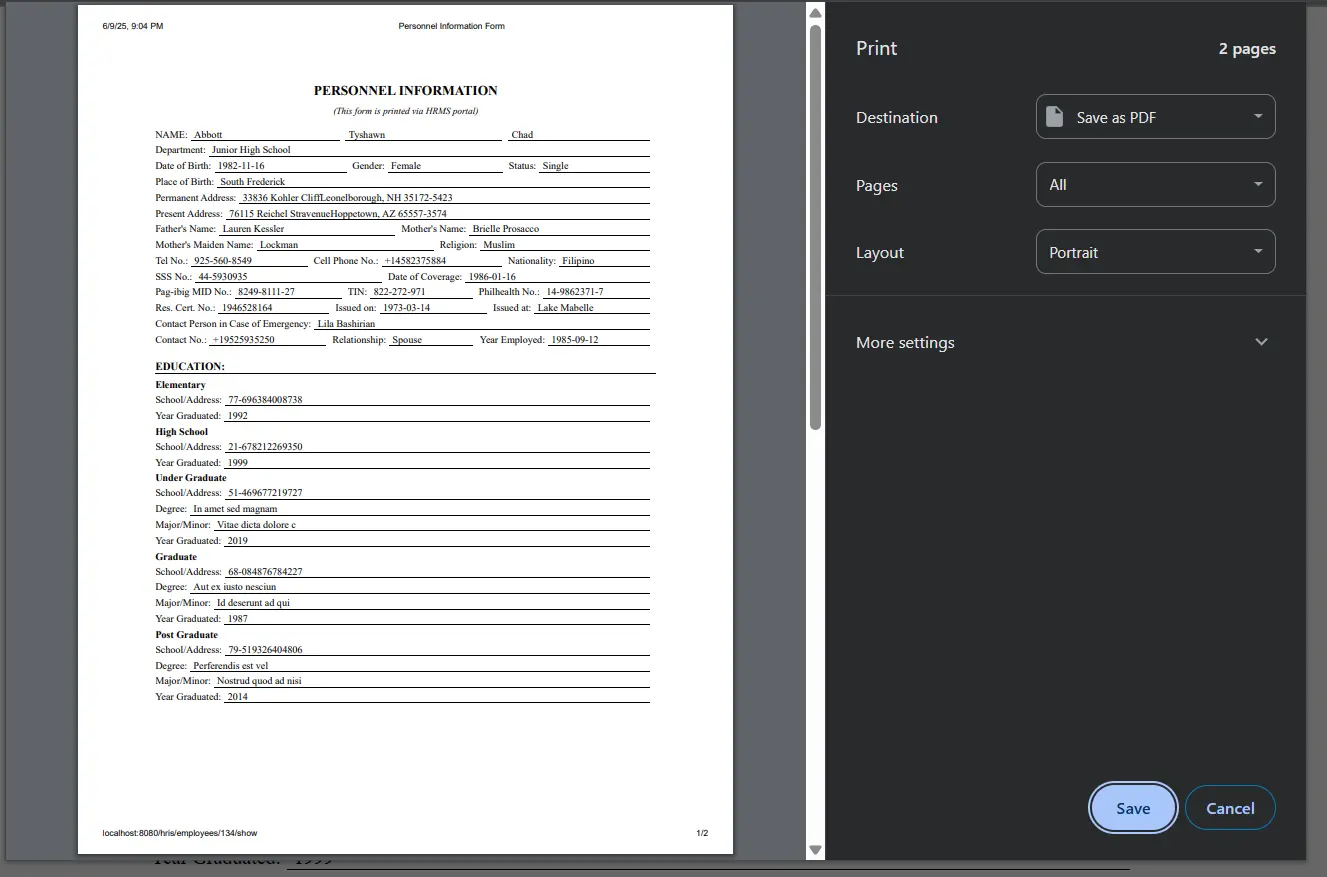 6/9/25, 9:04 PM Personnel Information Form
PERSONNEL INFORMATION
(This form is printed via HRMS portal)
NAME: Abbott Tyshawn Chad
Department: Junior High School
Date of Birth: 1982-11-16 Gender: Female Status: Single
Place of Birth: South Frederick
Permanent Address: 33836 Kohler CliffLeonelborough, NH 35172-5423
Present Address: 76115 Reichel StravenueHoppetown, AZ 65557-3574
Father's Name: Lauren Kessler Mother's Name: Brielle Prosacco
Mother's Maiden Name: Lockman Religion: Muslim
Tel No.: 925-560-8549 Cell Phone No.: +14582375884 Nationality: Filipino
SSS No.: 44-5930935 Date of Coverage: 1986-01-16
Pag-ibig MID No.: 8249-8111-27 TIN: 822-272-971 Philhealth No.: 14-9862371-7
Res. Cert. No.: 1946528164 Issued on: 1973-03-14 Issued at: Lake Mabelle
Contact Person in Case of Emergency: Lila Bashirian
Contact No.: +19525935250 Relationship: Spouse Year Employed: 1985-09-12
EDUCATION:
Elementary
School/Address: 77-696384008738
Year Graduated: 1992
High School
School/Address: 21-678212269350
Year Graduated: 1999
Under Graduate
School/Address: 51-469677219727
Degree: In amet sed magnam
Major/Minor: Vitae dicta dolore c
Year Graduated: 2019
Graduate
School/Address: 68-084876784227
Degree: Aut ex iusto nesciun
Major/Minor: Id deserunt ad qui
Year Graduated: 1987
Post Graduate
School/Address: 79-519326404806
Degree: Perferendis est vel
Major/Minor: Nostrud quod ad nisi
Year Graduated: 2014
localhost:8080/hris/employees/134/show 1/2
Year Graduated: 1999
Print 2 pages
Destination Save as PDF
Pages All
Layout Portrait
More settings
Save Cancel